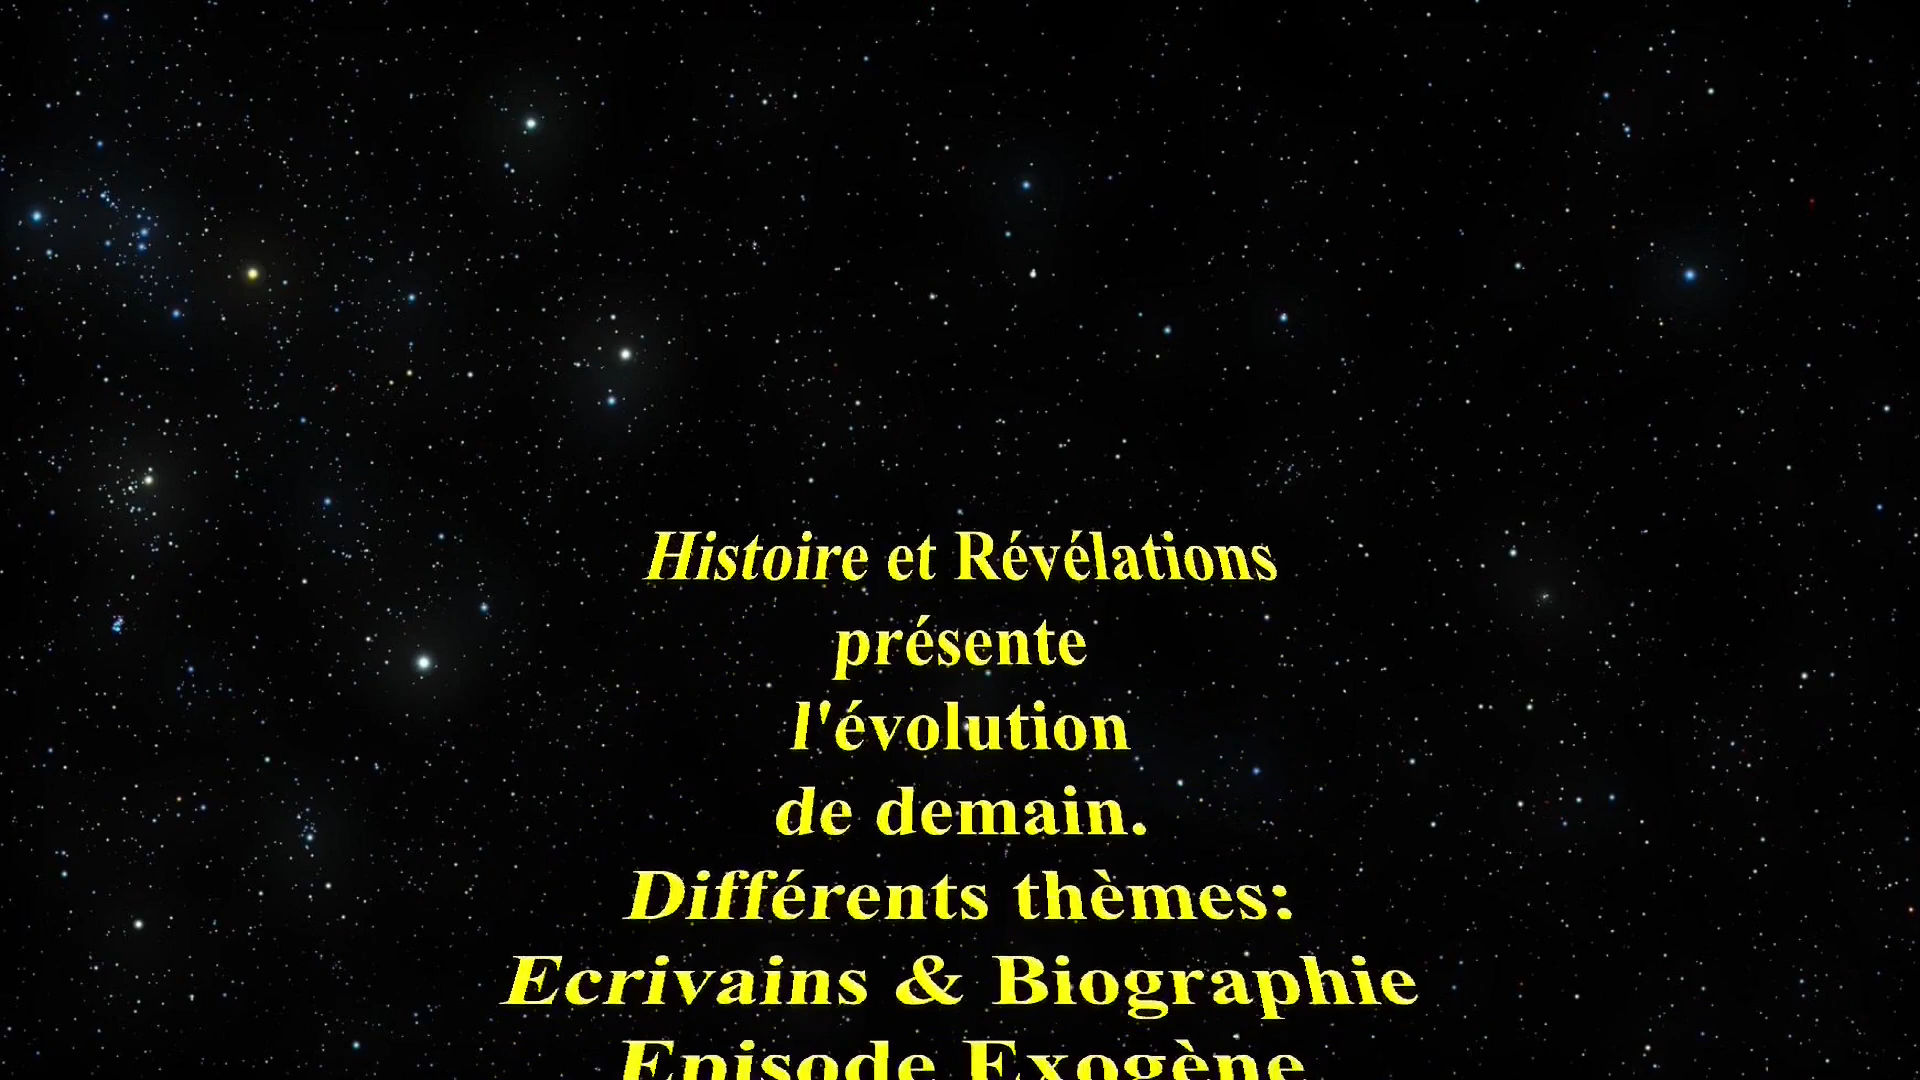 Histoire et Révélations
présente
l'évolution
de demain.
Différents thèmes:
Ecrivains & Biographie
Episode Exogène